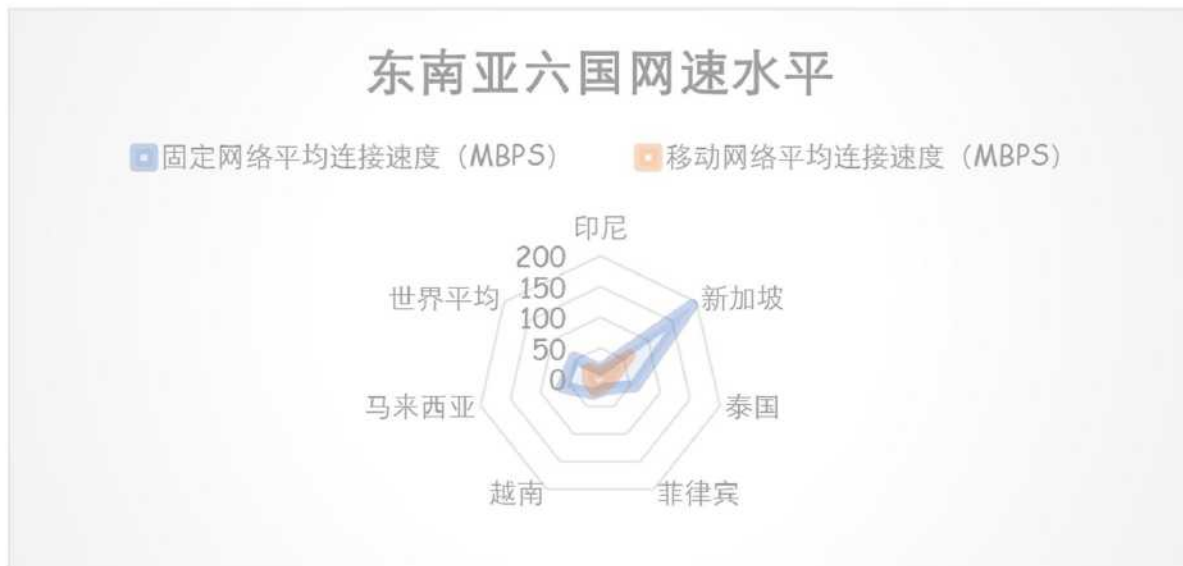 东南亚六国网速水平
固定网络平均连接速度（MBPS） 移动网络平均连接速度（MBPS）
印尼
200
150
世界平均 新加坡
100
50
0
马来西亚 泰国
越南 菲律宾